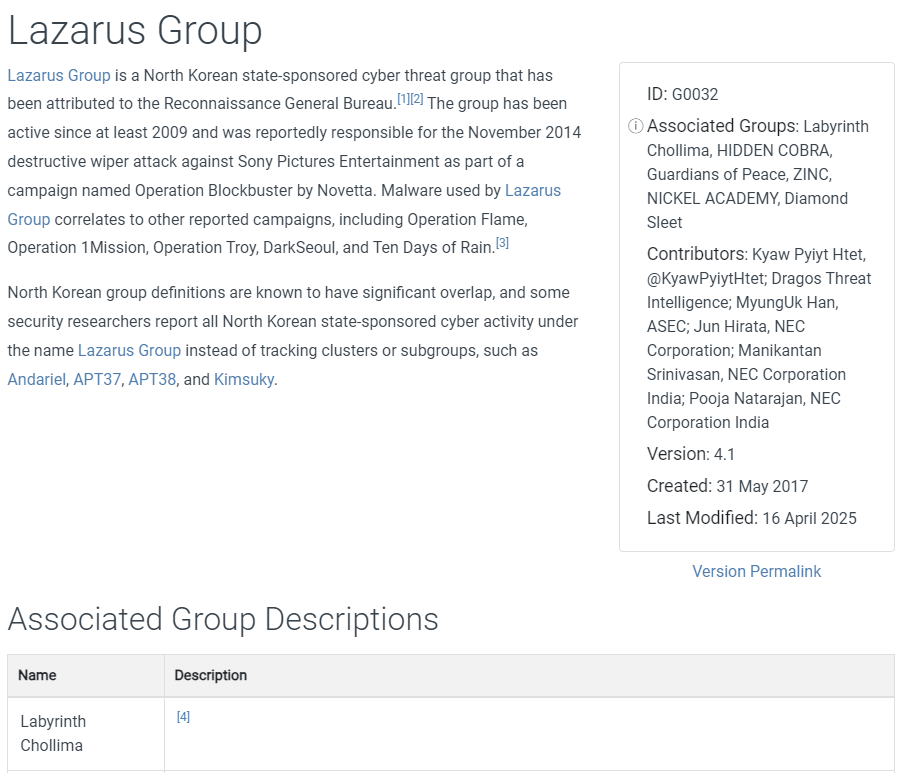 Lazarus Group
Lazarus Group is a North Korean state-sponsored cyber threat group that has
been attributed to the Reconnaissance General Bureau.[1][2] The group has been
active since at least 2009 and was reportedly responsible for the November 2014
destructive wiper attack against Sony Pictures Entertainment as part of a
campaign named Operation Blockbuster by Novetta. Malware used by Lazarus
Group correlates to other reported campaigns, including Operation Flame,
Operation 1Mission, Operation Troy, DarkSeoul, and Ten Days of Rain.[3]
North Korean group definitions are known to have significant overlap, and some
security researchers report all North Korean state-sponsored cyber activity under
the name Lazarus Group instead of tracking clusters or subgroups, such as
Andariel, APT37, APT38, and Kimsuky.
ID: G0032
Associated Groups: Labyrinth
Chollima, HIDDEN COBRA,
Guardians of Peace, ZINC,
NICKEL ACADEMY, Diamond
Sleet
Contributors: Kyaw Pyiyt Htet,
@KyawPyiytHtet; Dragos Threat
Intelligence; MyungUk Han,
ASEC; Jun Hirata, NEC
Corporation; Manikantan
Srinivasan, NEC Corporation
India; Pooja Natarajan, NEC
Corporation India
Version: 4.1
Created: 31 May 2017
Last Modified: 16 April 2025
Version Permalink
Associated Group Descriptions
Name Description
Labyrinth
Chollima
[4]